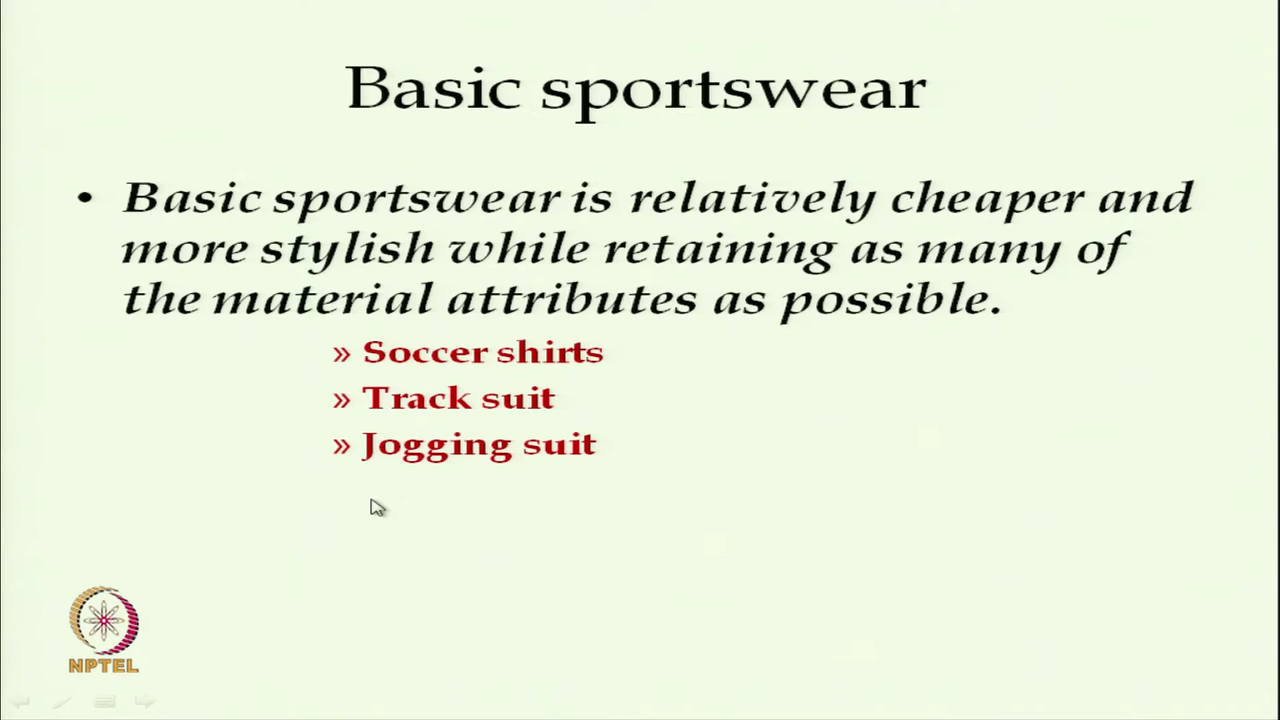 Basic sportswear
• Basic sportswear is relatively cheaper and
more stylish while retaining as many of
the material attributes as possible.
» Soccer shirts
» Track suit
» Jogging suit
NPTEL